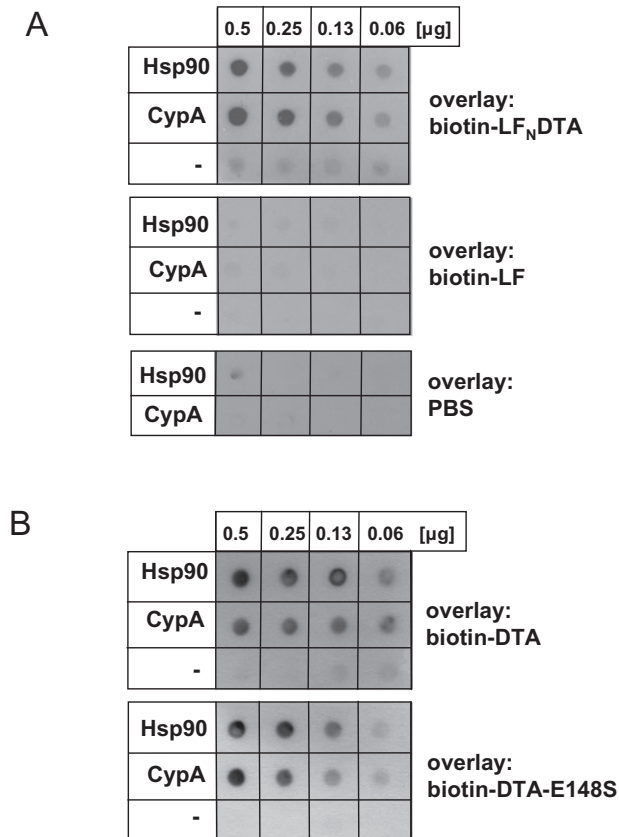 A
0.5 0.25 0.13 0.06 [µg]
Hsp90
CypA
-
overlay:
biotin-LFNDTA
Hsp90
CypA
-
overlay:
biotin-LF
Hsp90
CypA
overlay:
PBS
B
0.5 0.25 0.13 0.06 [µg]
Hsp90
CypA
-
overlay:
biotin-DTA
Hsp90
CypA
-
overlay:
biotin-DTA-E148S